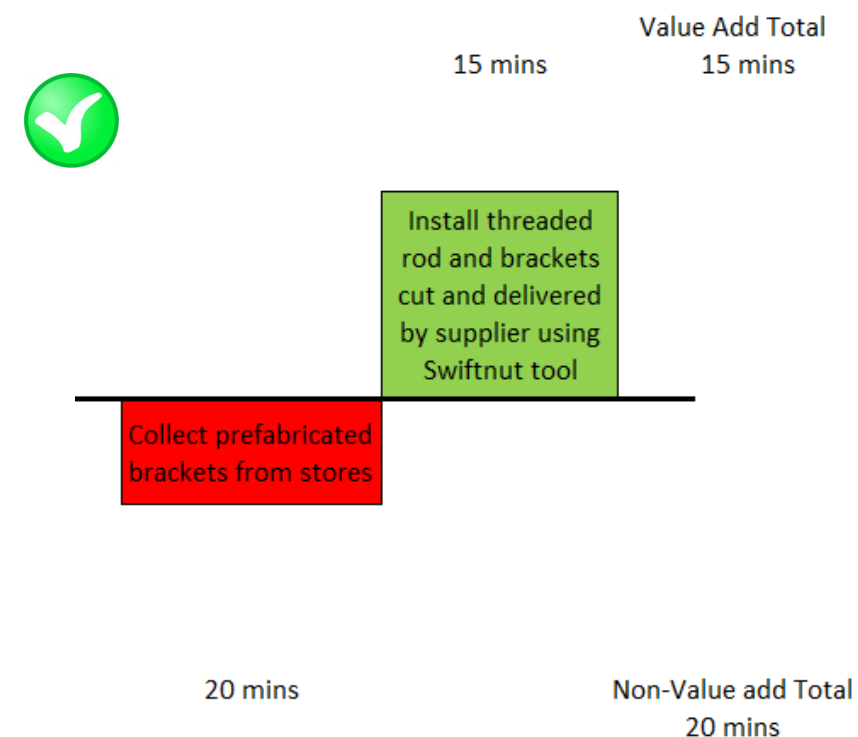 Value Add Total
15 mins
15 mins
Install threaded
rod and brackets
cut and delivered
by supplier using
Swiftnut tool
Collect prefabricated
brackets from stores
20 mins
Non-Value add Total
20 mins